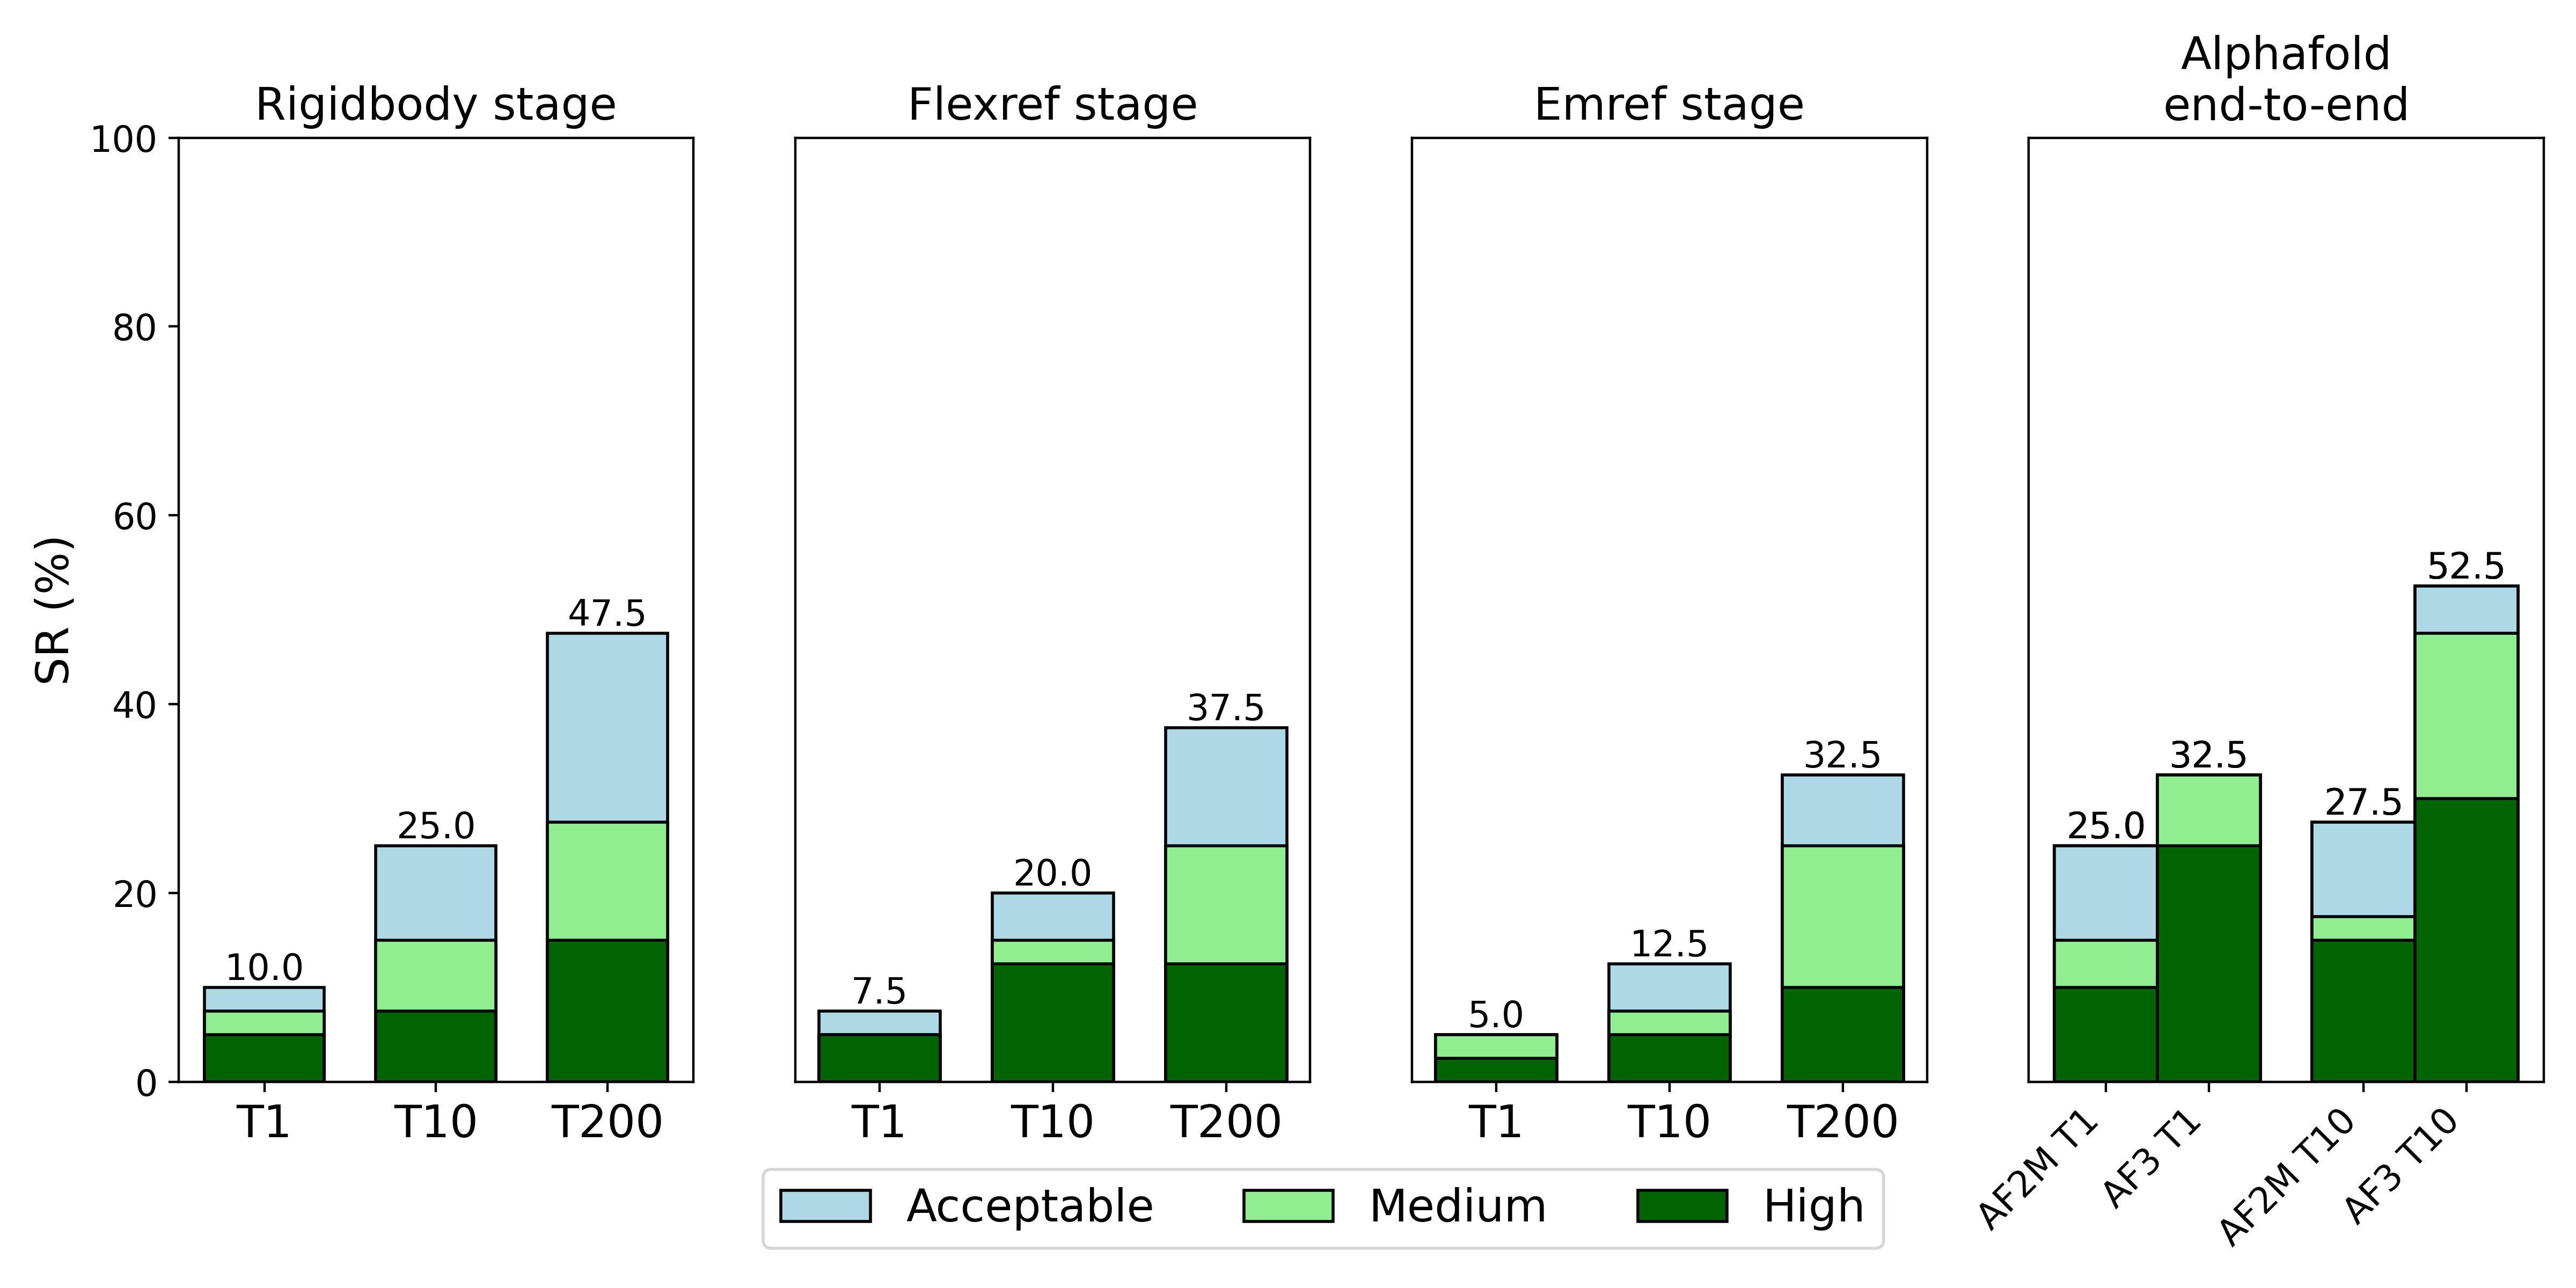 Rigidbody stage
Flexref stage
Emref stage
Alphafold
end-to-end
SR (%)
100
80
60
40
20
0
10.0
25.0
47.5
7.5
20.0
37.5
5.0
12.5
32.5
25.0
32.5
27.5
52.5
T1
T10
T200
T1
T10
T200
T1
T10
T200
AF2M T1
AF3 T1
AF2M T10
AF3 T10
Acceptable
Medium
High